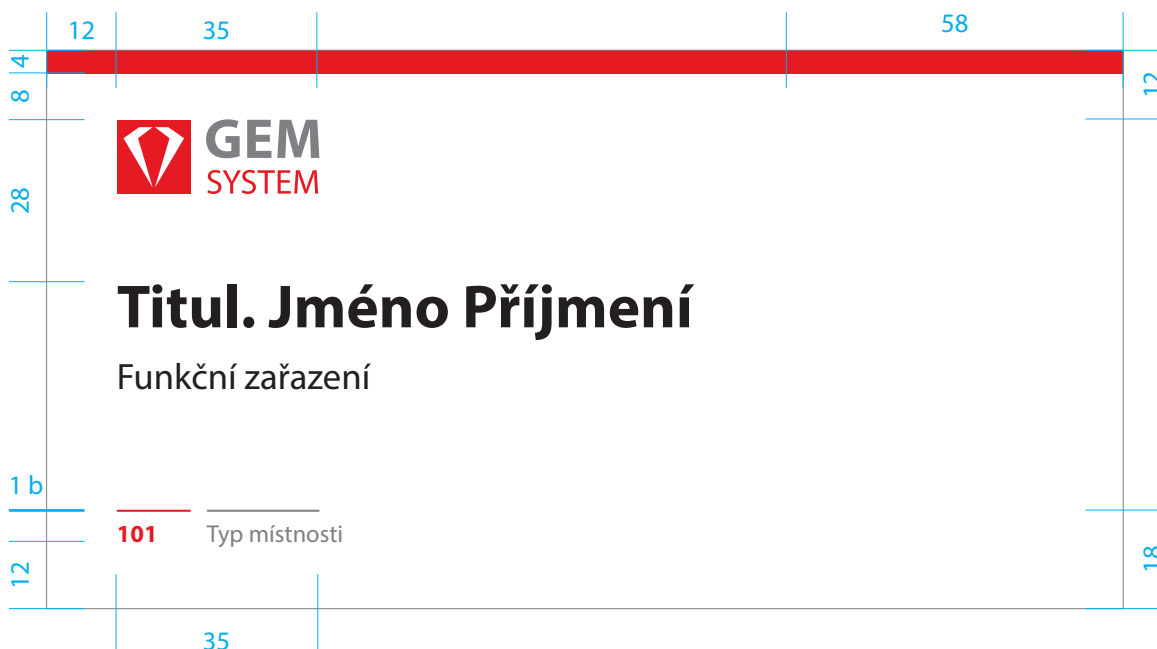 12 35 58
4
8
12
GEM
SYSTEM
28
Titul. Jméno Příjmení
Funkční zařazení
1 b
101 Typ místnosti
12
18
35